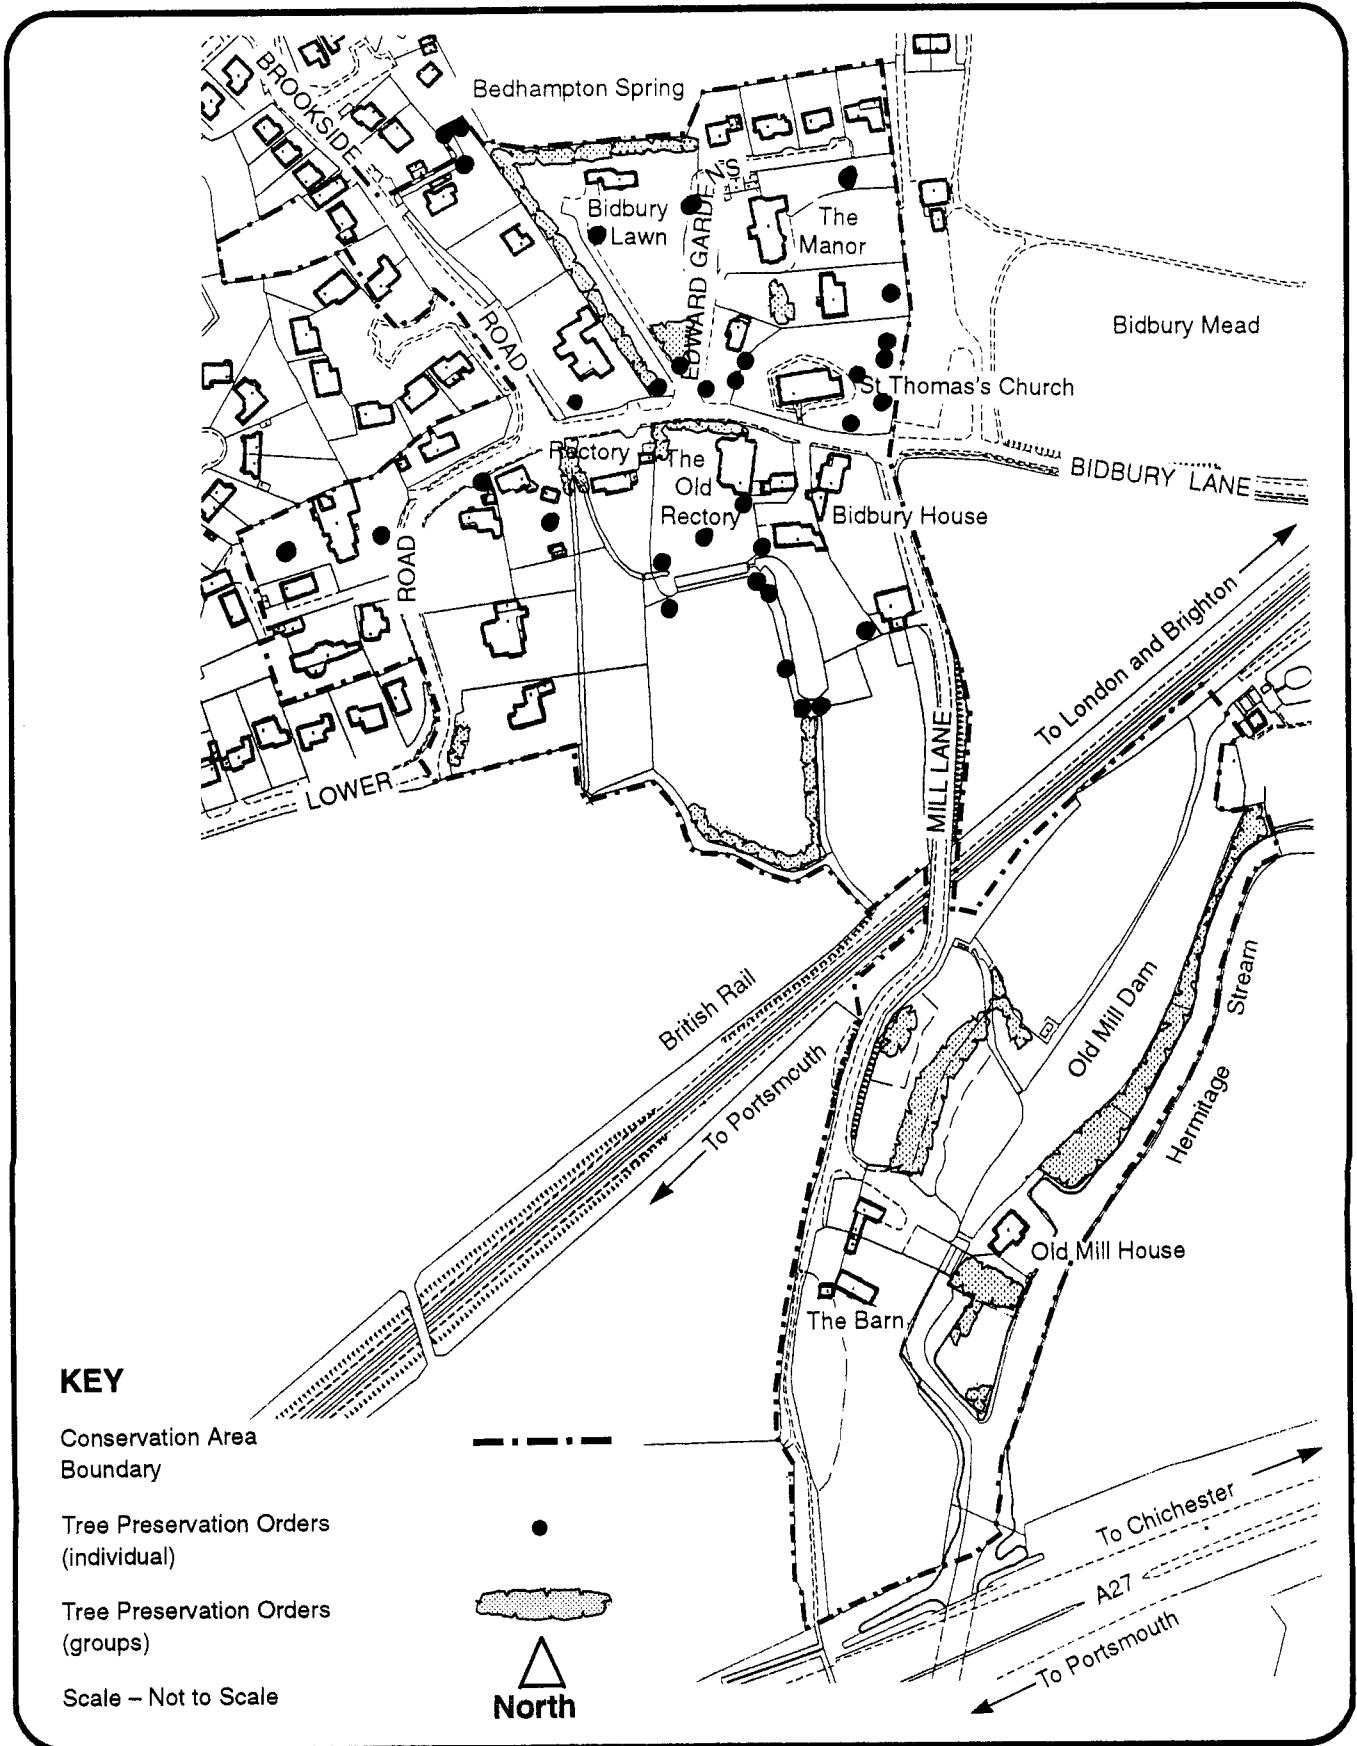 BROOKSIDE
Bedhampton Spring
EDWARD GARDENS
Bidbury
Lawn
The
Manor
ROAD
Bidbury Mead
St Thomas's Church
Rectory
The
Old
Rectory
BIDBURY LANE
Bidbury House
ROAD
To London and Brighton
MILL LANE
LOWER
British Rail
To Portsmouth
Old Mill Dam
Stream
Hermitage
Old Mill House
The Barn
KEY
Conservation Area
Boundary
Tree Preservation Orders
(individual)
Tree Preservation Orders
(groups)
Scale – Not to Scale
North
To Chichester
A27
To Portsmouth